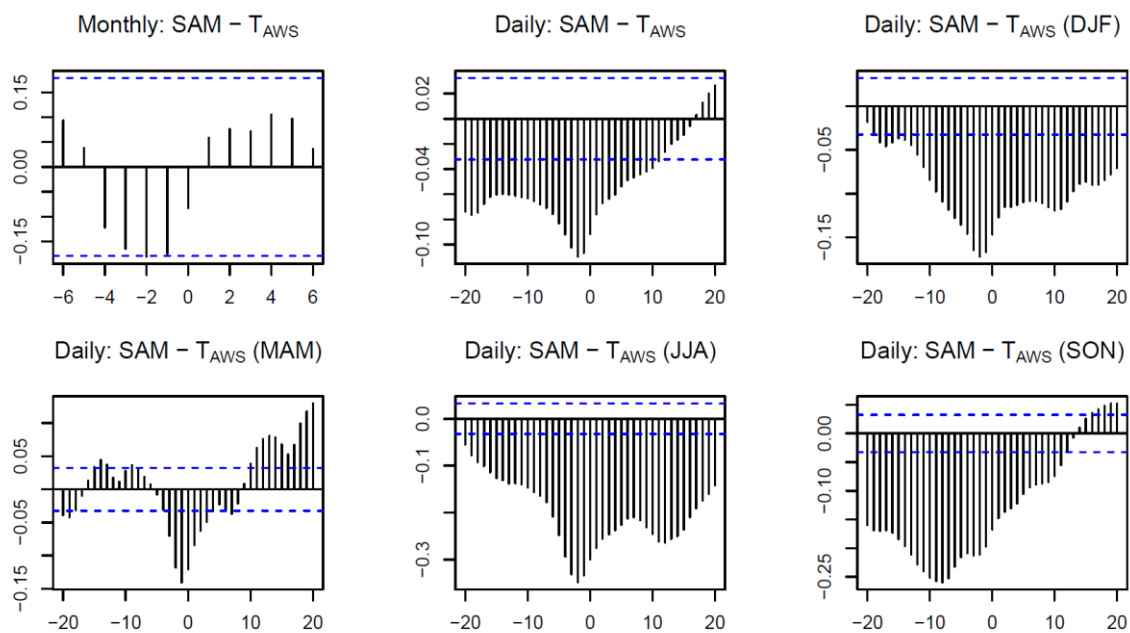 Monthly: SAM − TAWS
0.15
0.00
−0.15
−6 −4 −2 0 2 4 6
Daily: SAM − TAWS
0.02
−0.04
−0.10
−20 −10 0 10 20
Daily: SAM − TAWS (DJF)
−0.05
−0.15
−20 −10 0 10 20
Daily: SAM − TAWS (MAM)
0.05
−0.05
−0.15
−20 −10 0 10 20
Daily: SAM − TAWS (JJA)
0.0
−0.1
−0.3
−20 −10 0 10 20
Daily: SAM − TAWS (SON)
0.00
−0.10
−0.25
−20 −10 0 10 20